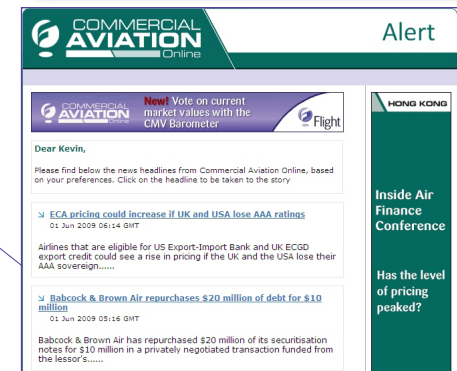 COMMERCIAL
AVIATION
Online
Alert
COMMERCIAL
AVIATION
Online
New! Vote on current
market values with the
CMV Barometer
Flight
Dear Kevin,
Please find below the news headlines from Commercial Aviation Online, based
on your preferences. Click on the headline to be taken to the story
ECA pricing could increase if UK and USA lose AAA ratings
01 Jun 2009 06:14 GMT
Airlines that are eligible for US Export-Import Bank and UK ECGD
export credit could see a rise in pricing if the UK and the USA lose their
AAA sovereign......
Babcock & Brown Air repurchases $20 million of debt for $10
million
01 Jun 2009 05:16 GMT
Babcock & Brown Air has repurchased $20 million of its securitisation
notes for $10 million in a privately negotiated transaction funded from
the lessor's......
HONG KONG
Inside Air
Finance
Conference
Has the level
of pricing
peaked?